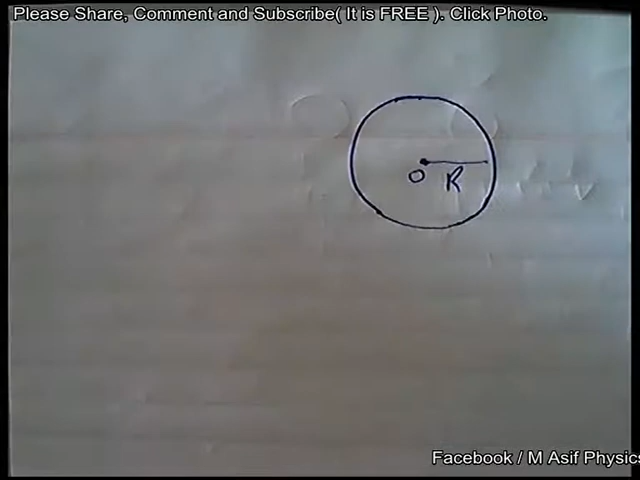 Please Share, Comment and Subscribe( It is FREE ). Click Photo.
O R
Facebook / M Asif Physics